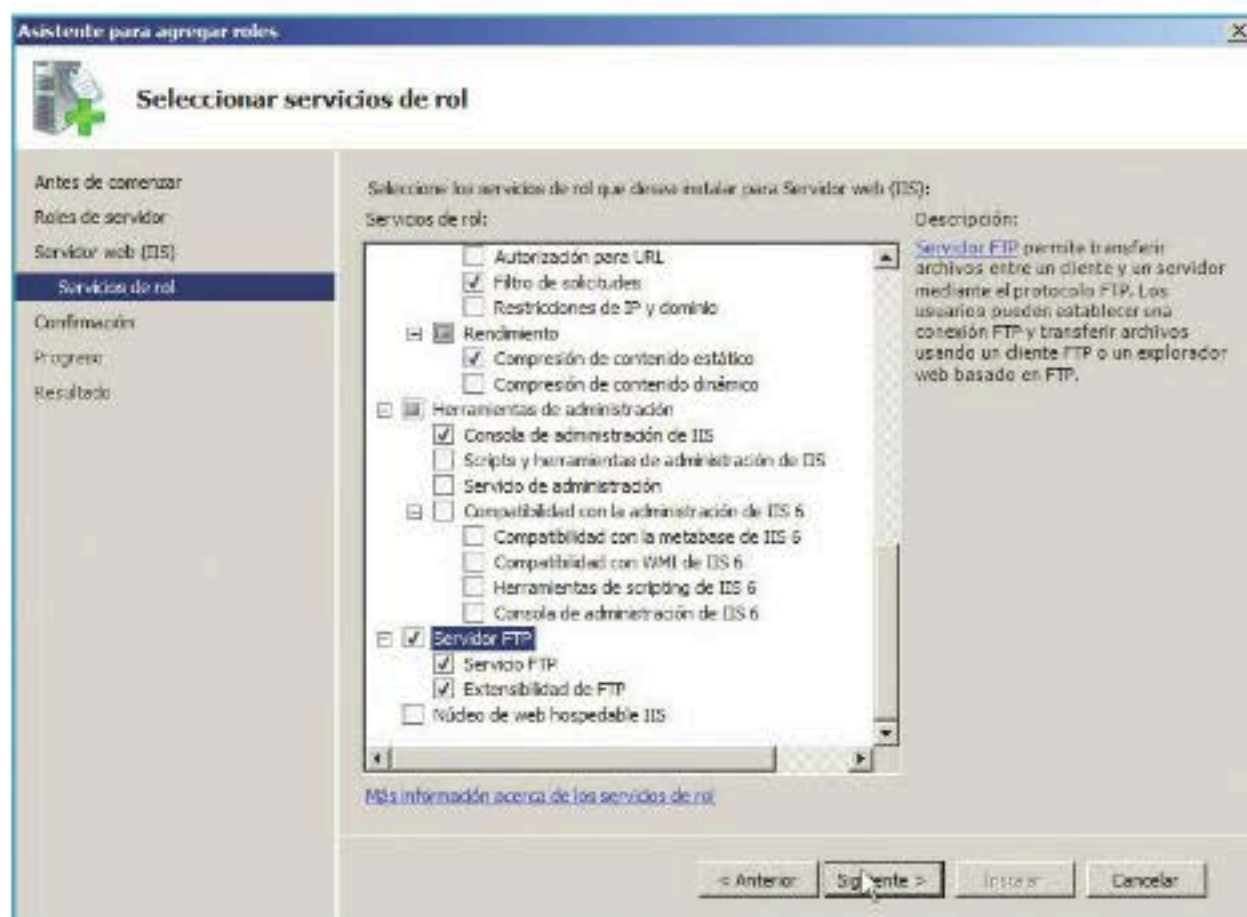 Asistente para agregar roles
Seleccionar servicios de rol
Antes de comenzar
Roles de servidor
Servidor web (IIS)
Servicios de rol
Confirmación
Progreso
Resultado
Seleccione los servicios de rol que desea instalar para Servidor web (IIS):
Servicios de rol:
Autorización para URL
Filtro de solicitudes
Restricciones de IP y dominio
Rendimiento
Compresión de contenido estático
Compresión de contenido dinámico
Herramientas de administración
Consola de administración de IIS
Scripts y herramientas de administración de IIS
Servicio de administración
Compatibilidad con la administración de IIS 6
Compatibilidad con la metabase de IIS 6
Compatibilidad con WMI de IIS 6
Herramientas de scripting de IIS 6
Consola de administración de IIS 6
Servidor FTP
Servicio FTP
Extensibilidad de FTP
Núcleo de web hospedable IIS
Más información acerca de los servicios de rol
Descripción:
Servidor FTP permite transferir
archivos entre un cliente y un servidor
mediante el protocolo FTP. Los
usuarios pueden establecer una
conexión FTP y transferir archivos
usando un cliente FTP o un explorador
web basado en FTP.
< Anterior
Siguiente >
Instalar
Cancelar